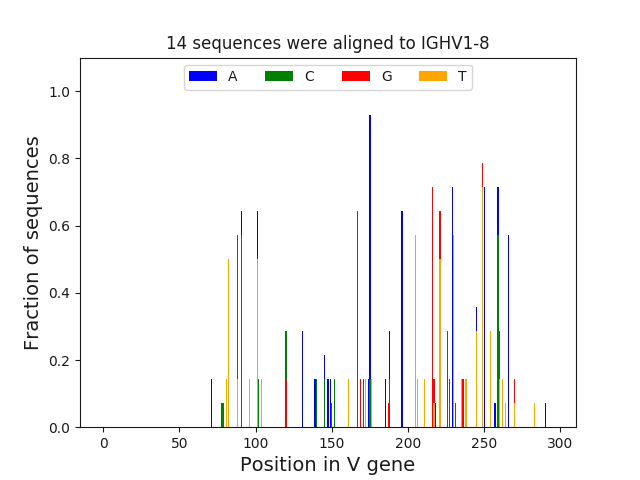 14 sequences were aligned to IGHV1-8
A C G T
1.0
0.8
0.6
0.4
0.2
0.0
Fraction of sequences
0 50 100 150 200 250 300
Position in V gene